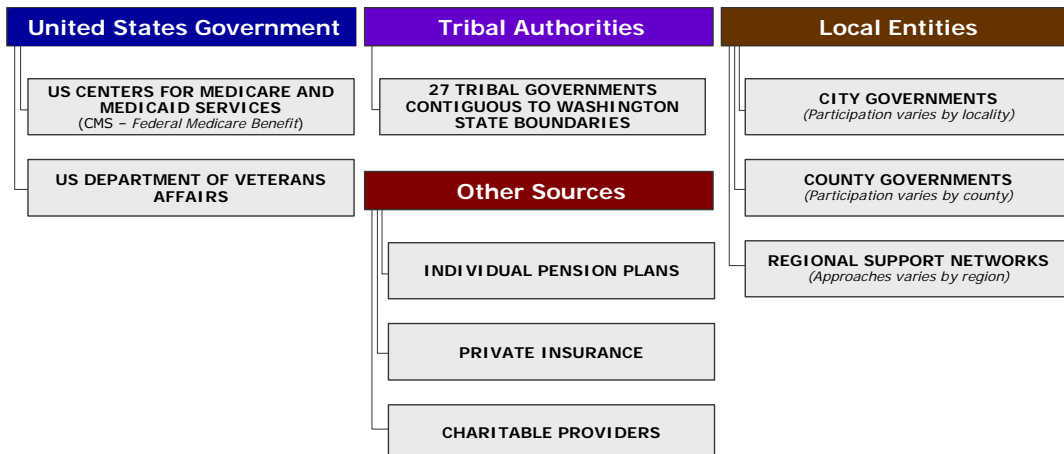 United States Government
US CENTERS FOR MEDICARE AND
MEDICAID SERVICES
(CMS – Federal Medicare Benefit)
US DEPARTMENT OF VETERANS
AFFAIRS
Tribal Authorities
27 TRIBAL GOVERNMENTS
CONTIGUOUS TO WASHINGTON
STATE BOUNDARIES
Other Sources
INDIVIDUAL PENSION PLANS
PRIVATE INSURANCE
CHARITABLE PROVIDERS
Local Entities
CITY GOVERNMENTS
(Participation varies by locality)
COUNTY GOVERNMENTS
(Participation varies by county)
REGIONAL SUPPORT NETWORKS
(Approaches varies by region)